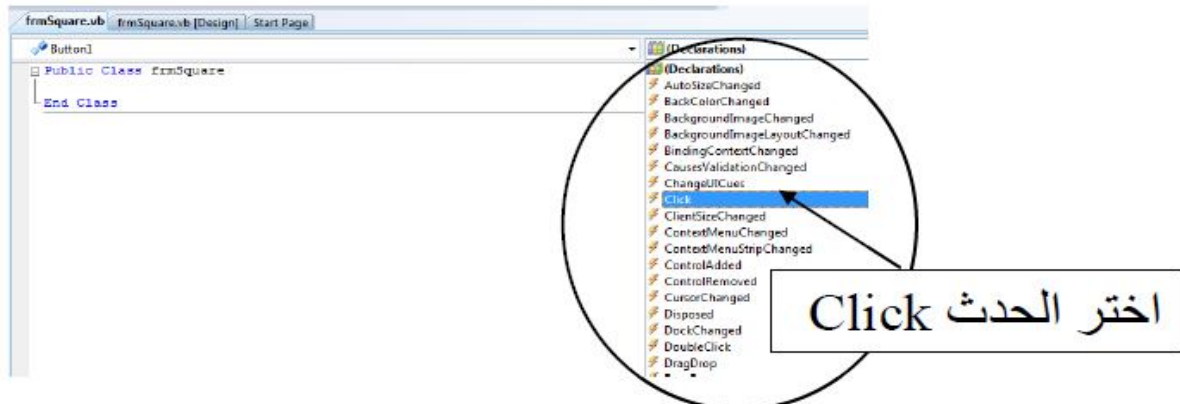 frmSquare.vb frmSquare.vb [Design] Start Page
Button1 (Declarations)
Public Class frmSquare
End Class
(Declarations)
AutoSizeChanged
BackColorChanged
BackgroundImageChanged
BackgroundImageLayoutChanged
BindingContextChanged
CausesValidationChanged
ChangeUICues
Click
ClientSizeChanged
ContextMenuChanged
ContextMenuStripChanged
ControlAdded
ControlRemoved
CursorChanged
Disposed
DockChanged
DoubleClick
DragDrop
اختر الحدث Click